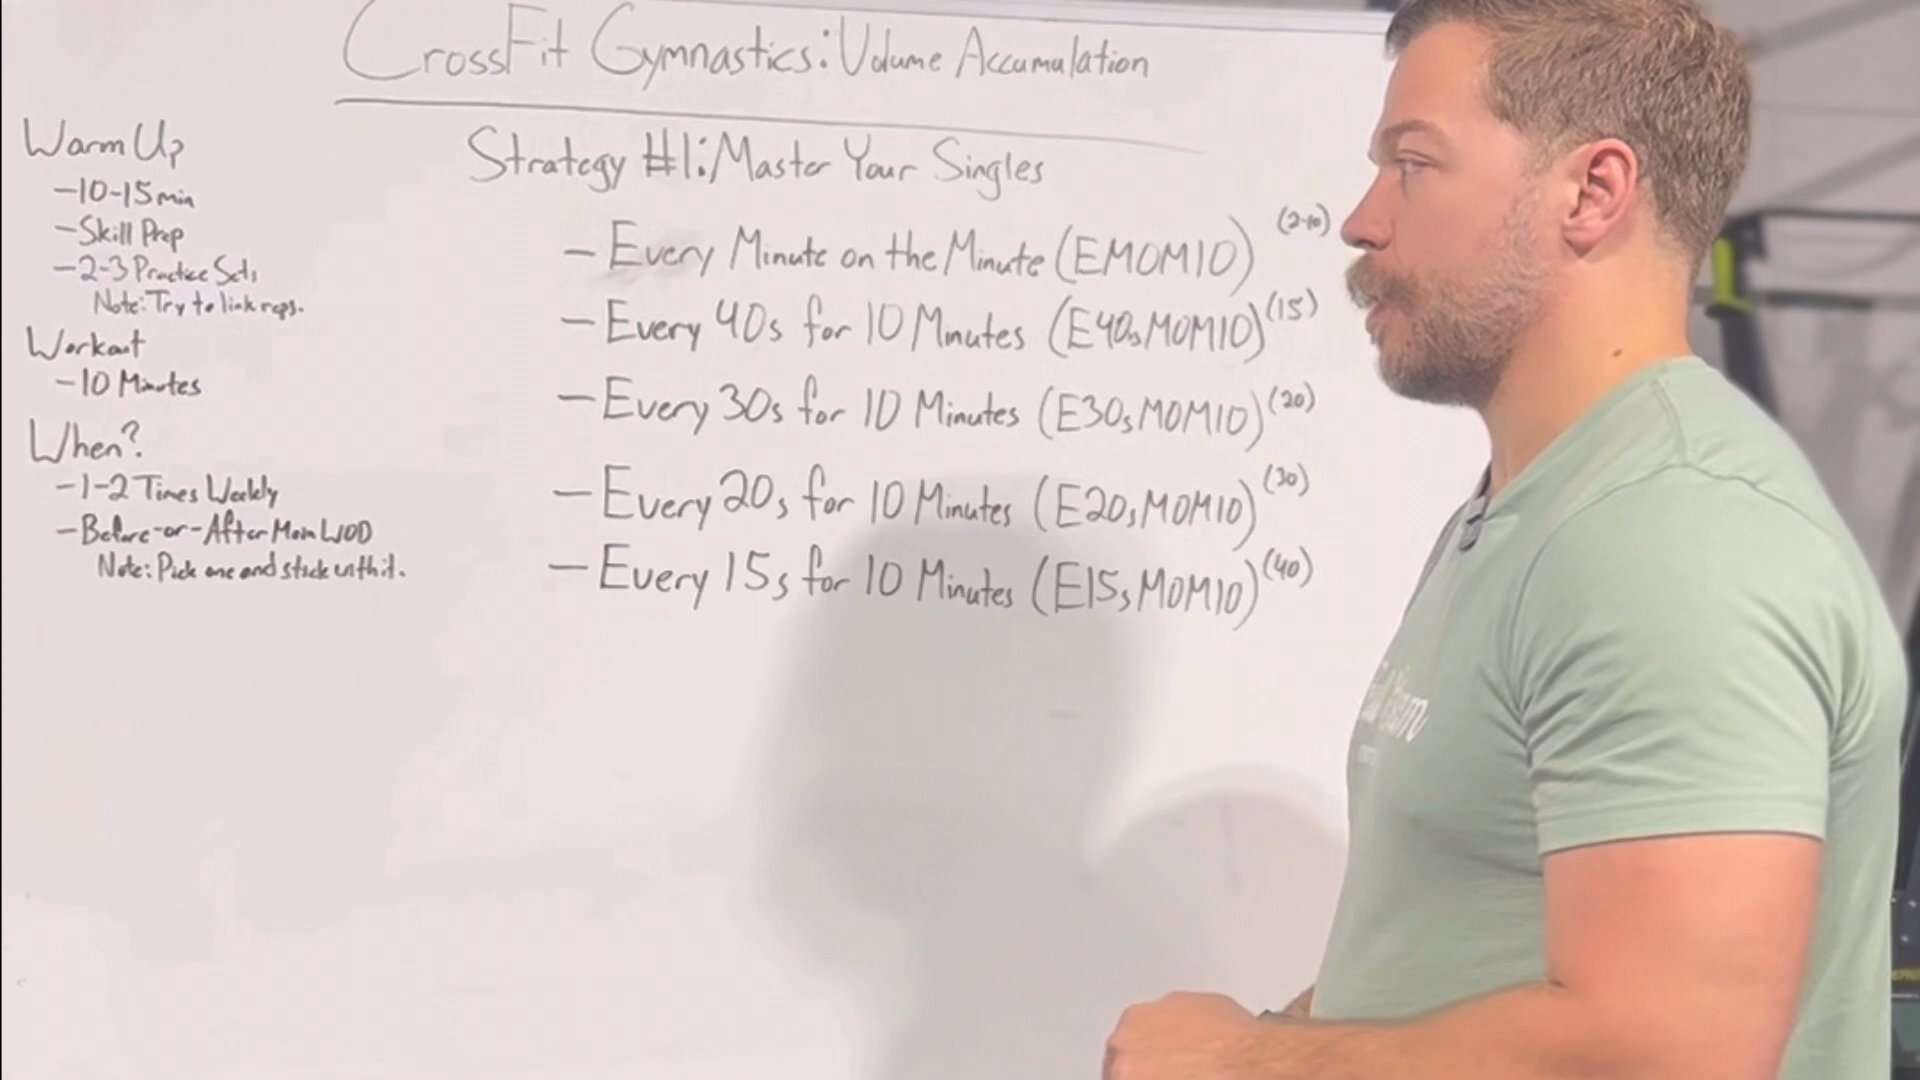 CrossFit Gymnastics: Volume Accumulation
Warm Up
-10-15 min
-Skill Prep
-2-3 Practice Sets
Note: Try to link reps.
Workout
-10 Minutes
When?
-1-2 Times Weekly
-Before-or-After Main WOD
Note: Pick one and stick with it.
Strategy #1: Master Your Singles
- Every Minute on the Minute (EMOM10) (2-10)
- Every 40s for 10 Minutes (E40sMOM10) (15)
- Every 30s for 10 Minutes (E30sMOM10) (20)
- Every 20s for 10 Minutes (E20sMOM10) (30)
- Every 15s for 10 Minutes (E15sMOM10) (40)